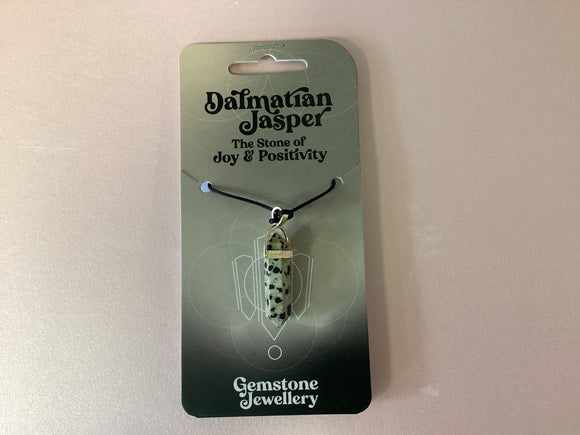 Dalmatian
Jasper
The Stone of
Joy & Positivity
Gemstone
Jewellery